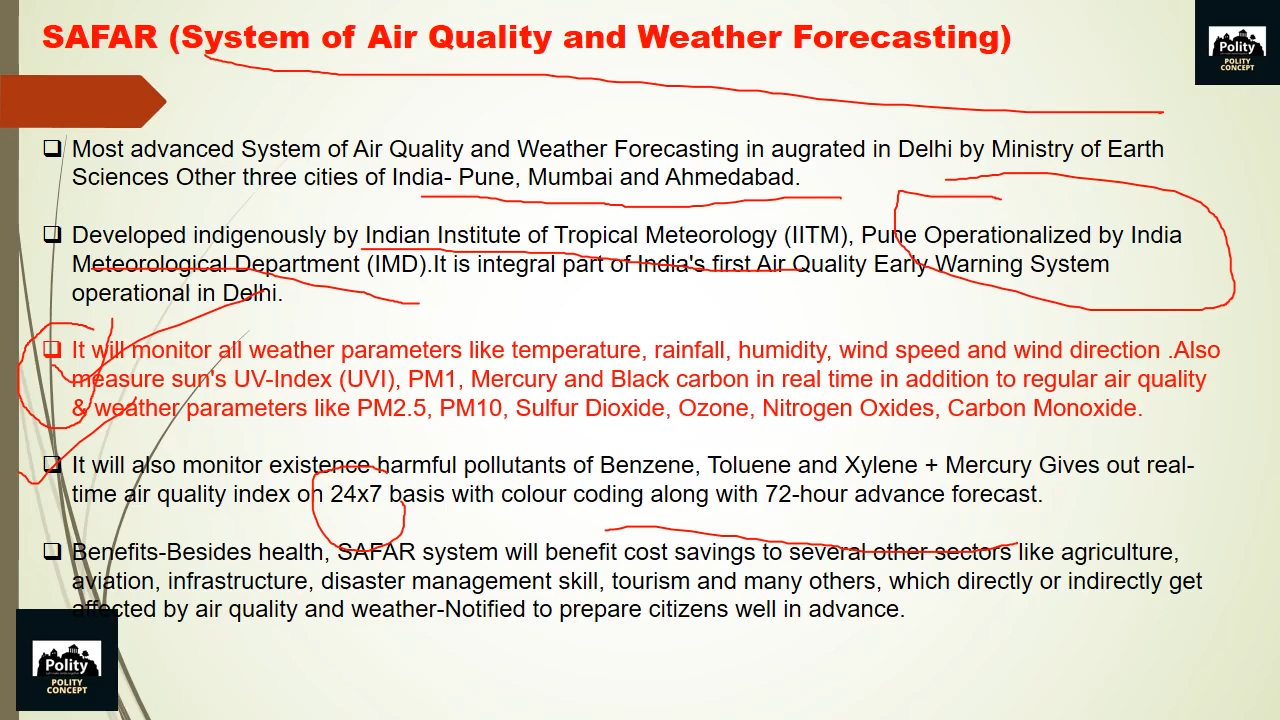 SAFAR (System of Air Quality and Weather Forecasting)
Polity
POLITY
CONCEPT
Most advanced System of Air Quality and Weather Forecasting in augrated in Delhi by Ministry of Earth
Sciences Other three cities of India- Pune, Mumbai and Ahmedabad.
Developed indigenously by Indian Institute of Tropical Meteorology (IITM), Pune Operationalized by India
Meteorological Department (IMD).It is integral part of India's first Air Quality Early Warning System
operational in Delhi.
It will monitor all weather parameters like temperature, rainfall, humidity, wind speed and wind direction .Also
measure sun's UV-Index (UVI), PM1, Mercury and Black carbon in real time in addition to regular air quality
& weather parameters like PM2.5, PM10, Sulfur Dioxide, Ozone, Nitrogen Oxides, Carbon Monoxide.
It will also monitor existence harmful pollutants of Benzene, Toluene and Xylene + Mercury Gives out real-
time air quality index on 24x7 basis with colour coding along with 72-hour advance forecast.
Benefits-Besides health, SAFAR system will benefit cost savings to several other sectors like agriculture,
aviation, infrastructure, disaster management skill, tourism and many others, which directly or indirectly get
affected by air quality and weather-Notified to prepare citizens well in advance.
Polity
POLITY
CONCEPT